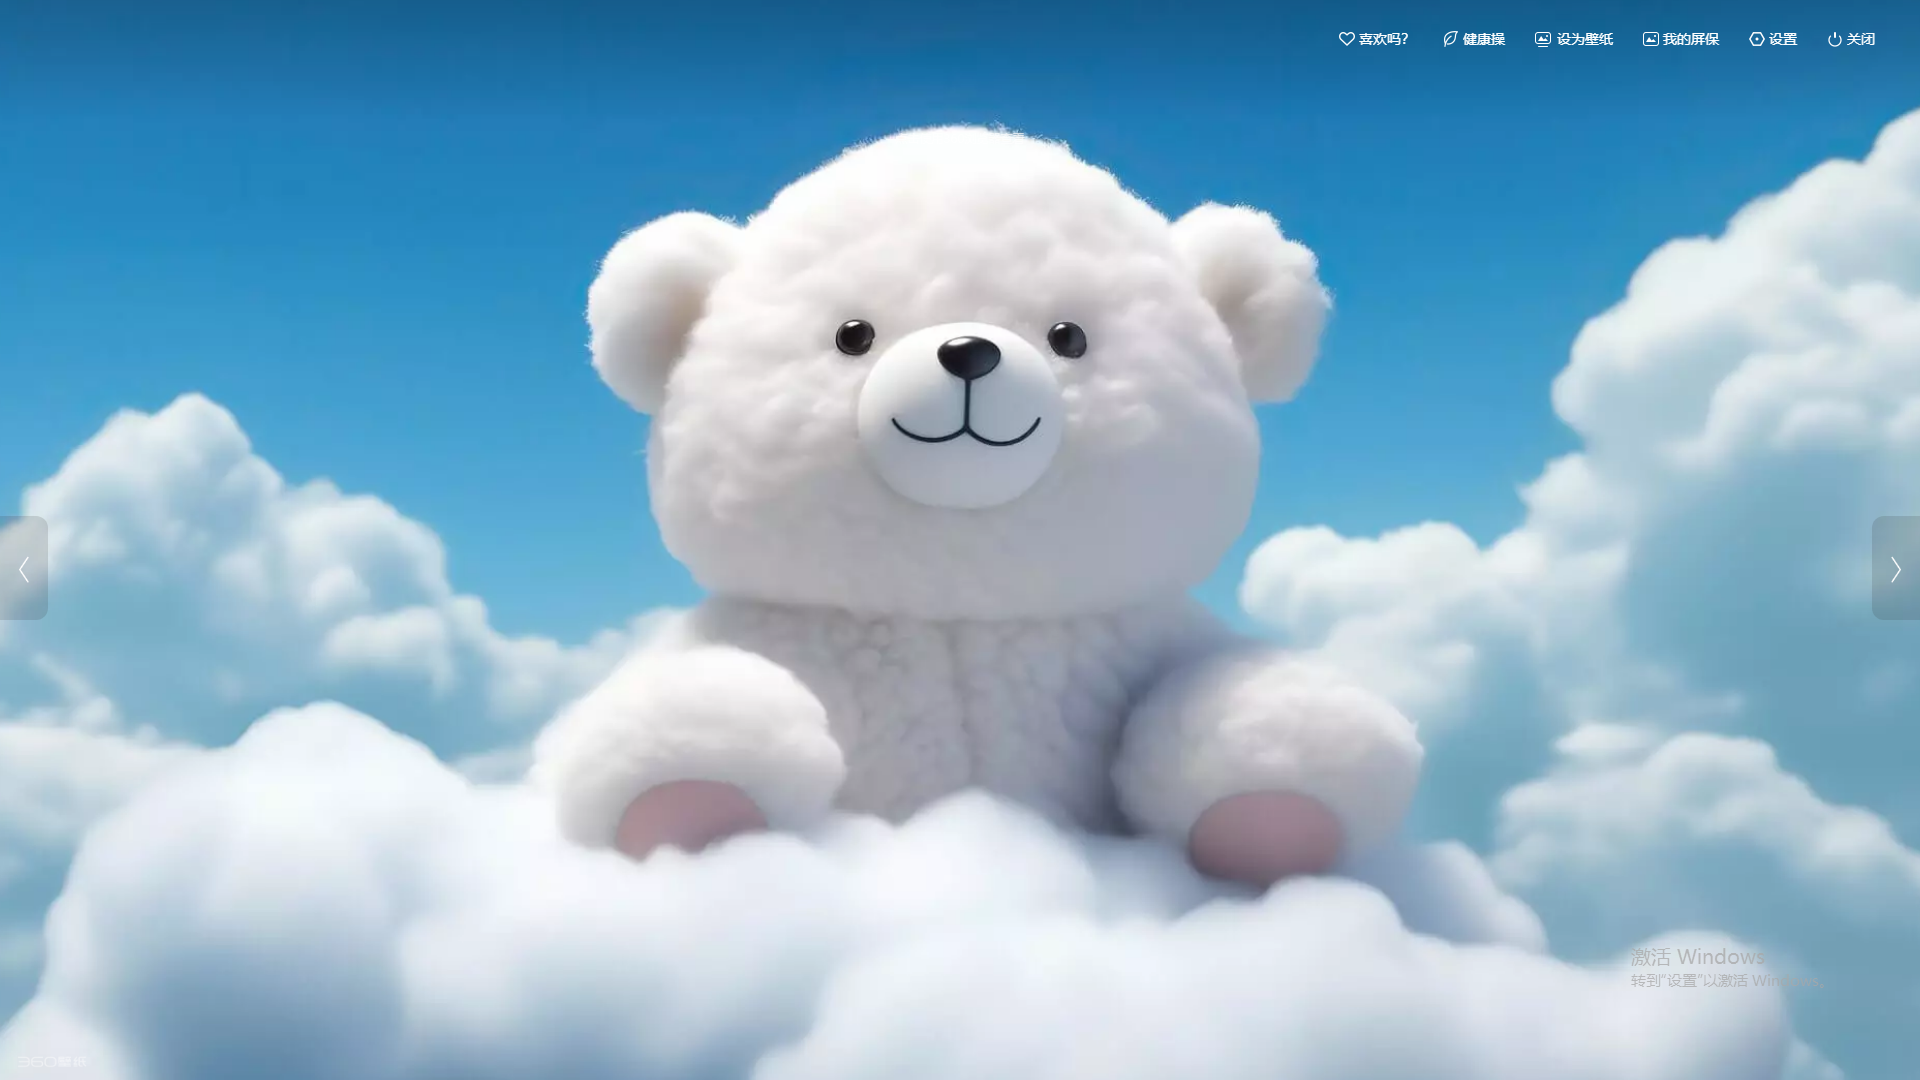 喜欢吗?
健康操
设为壁纸
我的屏保
设置
关闭
激活 Windows
转到"设置"以激活 Windows。
360壁纸